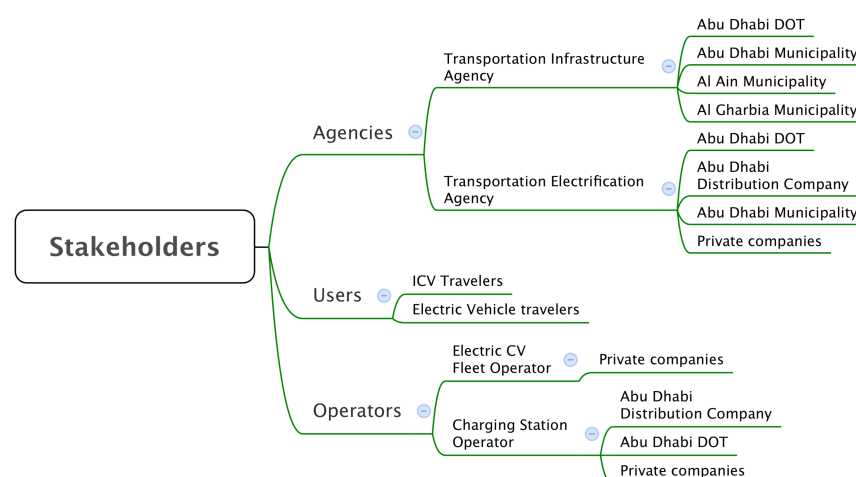 Stakeholders
Agencies
Transportation Infrastructure
Agency
Abu Dhabi DOT
Abu Dhabi Municipality
Al Ain Municipality
Al Gharbia Municipality
Transportation Electrification
Agency
Abu Dhabi DOT
Abu Dhabi
Distribution Company
Abu Dhabi Municipality
Private companies
Users
ICV Travelers
Electric Vehicle travelers
Operators
Electric CV
Fleet Operator
Private companies
Charging Station
Operator
Abu Dhabi
Distribution Company
Abu Dhabi DOT
Private companies